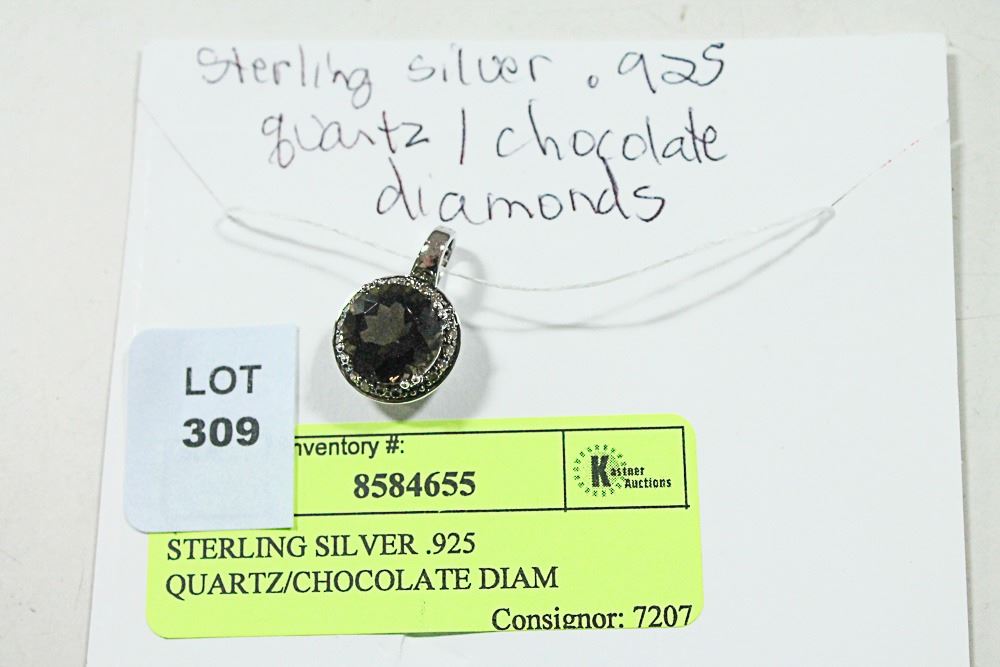 Sterling silver .925
quartz / chocolate
diamonds
LOT
309
nventory #:
8584655
Kastner
Auctions
STERLING SILVER .925
QUARTZ/CHOCOLATE DIAM
Consignor: 7207